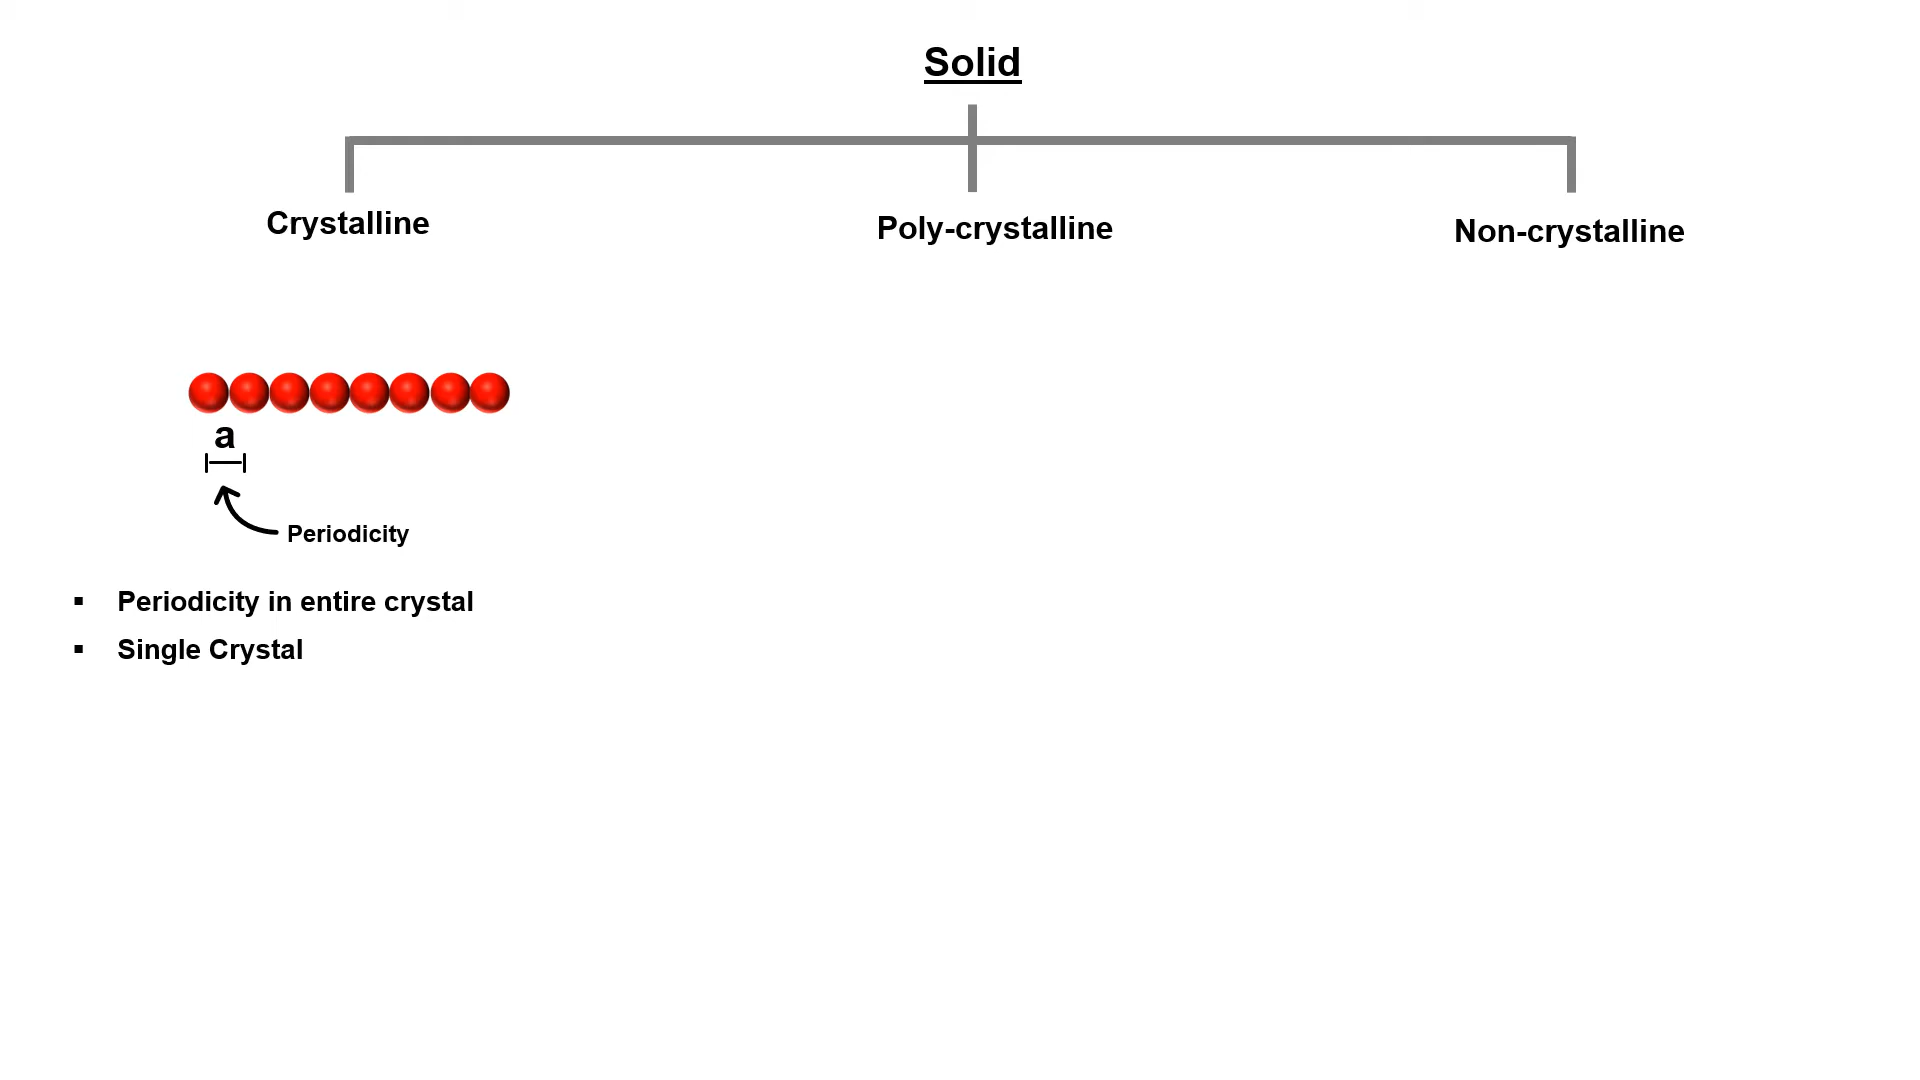 Solid
Crystalline
Poly-crystalline
Non-crystalline
a
Periodicity
▪ Periodicity in entire crystal
▪ Single Crystal